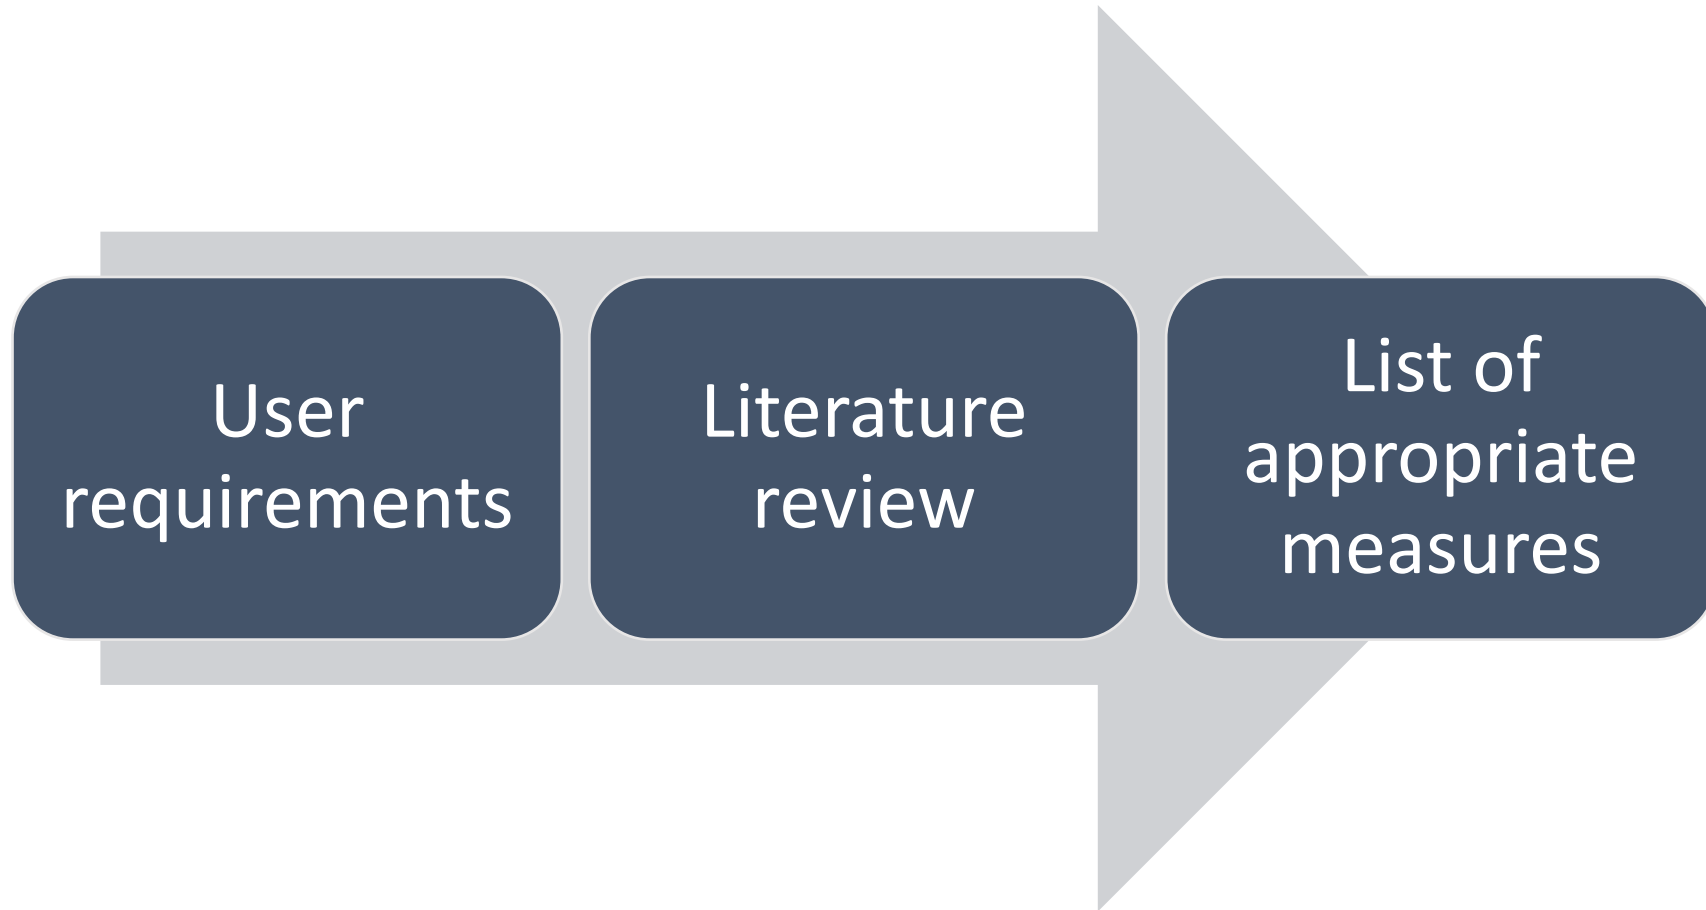 User
requirements
Literature
review
List of
appropriate
measures